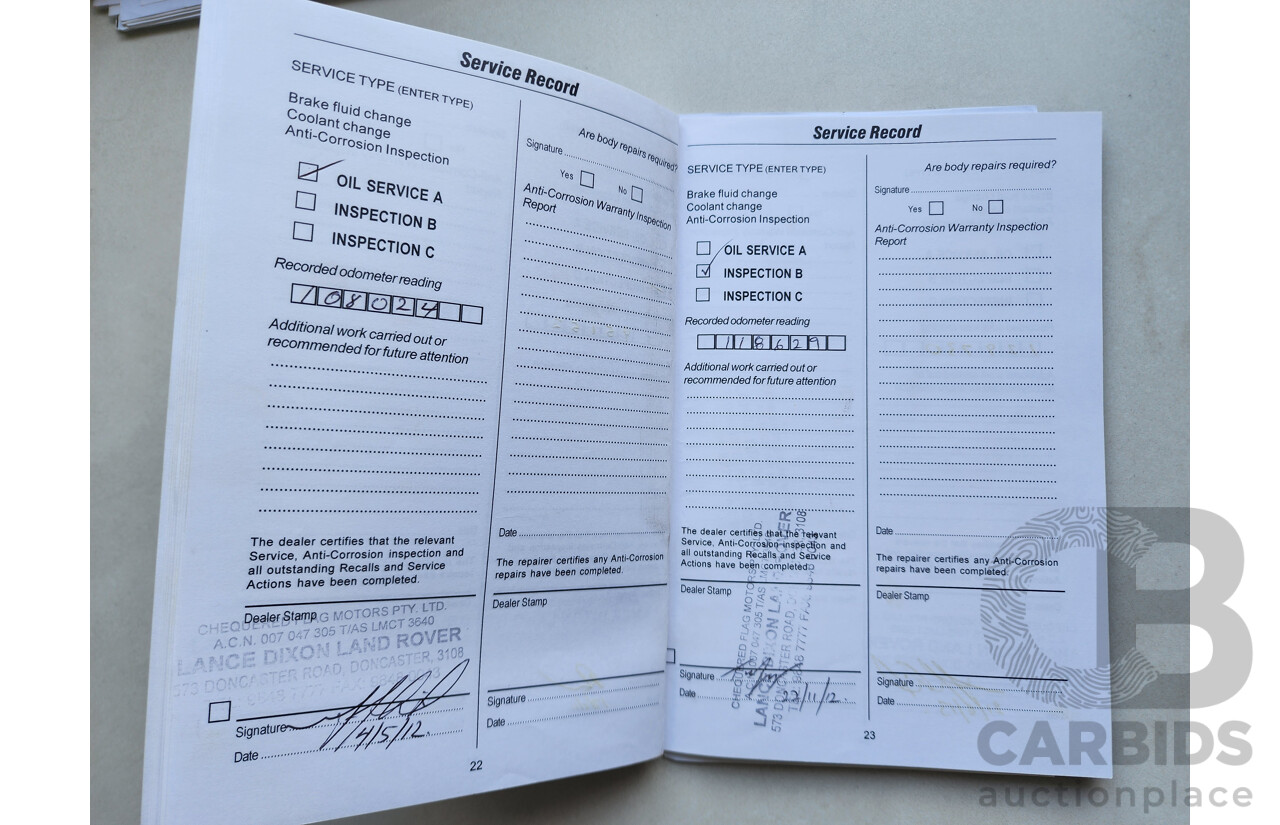 Service Record
SERVICE TYPE (ENTER TYPE)
Brake fluid change
Coolant change
Anti-Corrosion Inspection
OIL SERVICE A
INSPECTION B
INSPECTION C
Recorded odometer reading
108024
Additional work carried out or
recommended for future attention
The dealer certifies that the relevant
Service, Anti-Corrosion inspection and
all outstanding Recalls and Service
Actions have been completed.
Dealer Stamp
CHEQUERED FLAG MOTORS PTY. LTD.
A.C.N. 007 047 305 T/AS LMCT 3640
LANCE DIXON LAND ROVER
573 DONCASTER ROAD, DONCASTER, 3108
Signature
Date 14/5/12.
Are body repairs required?
Signature
Yes No
Anti-Corrosion Warranty Inspection
Report
Date
The repairer certifies any Anti-Corrosion
repairs have been completed.
Dealer Stamp
Signature
Date
22
Service Record
SERVICE TYPE (ENTER TYPE)
Brake fluid change
Coolant change
Anti-Corrosion Inspection
OIL SERVICE A
INSPECTION B
INSPECTION C
Recorded odometer reading
118629
Additional work carried out or
recommended for future attention
The dealer certifies that the relevant
Service, Anti-Corrosion inspection and
all outstanding Recalls and Service
Actions have been completed.
Dealer Stamp
CHEQUERED FLAG MOTORS
573
Signature
Date 22/11/12.
Are body repairs required?
Signature
Yes No
Anti-Corrosion Warranty Inspection
Report
Date
The repairer certifies any Anti-Corrosion
repairs have been completed.
Dealer Stamp
Signature
Date
23
CB
CARBIDS
auctionplace